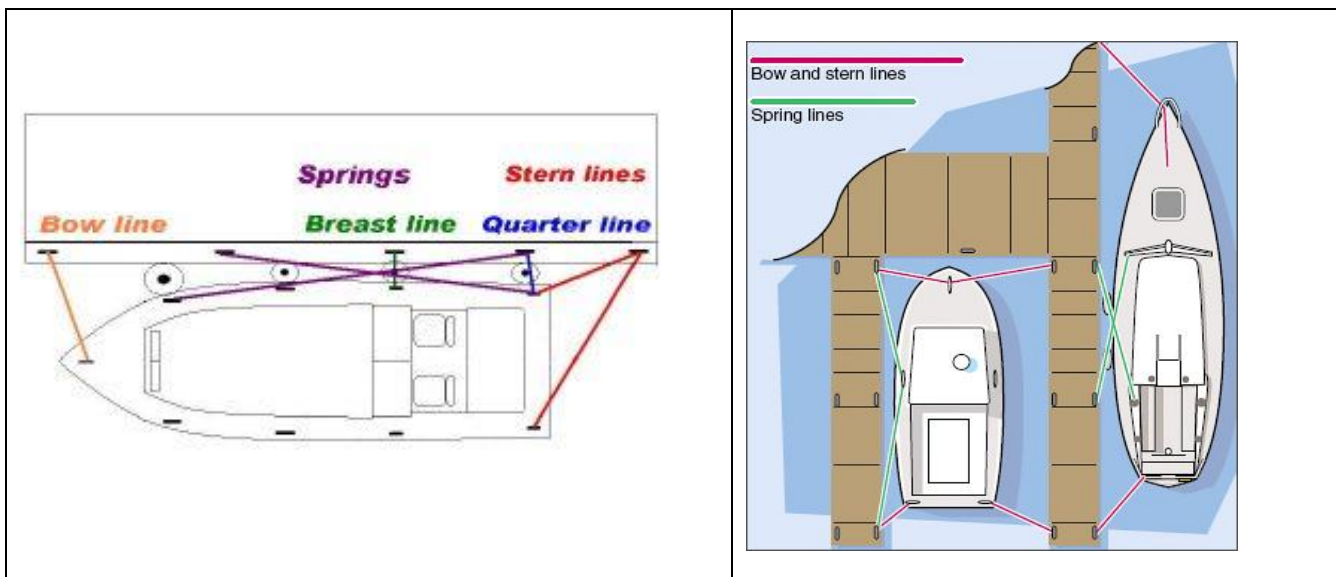 Springs
Stern lines
Bow line
Breast line
Quarter line
Bow and stern lines
Spring lines